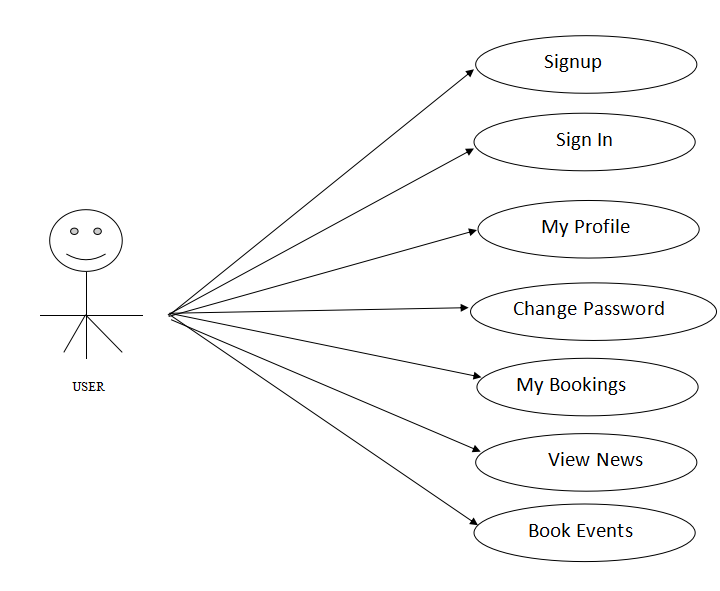 Signup
Sign In
My Profile
Change Password
My Bookings
View News
Book Events
USER